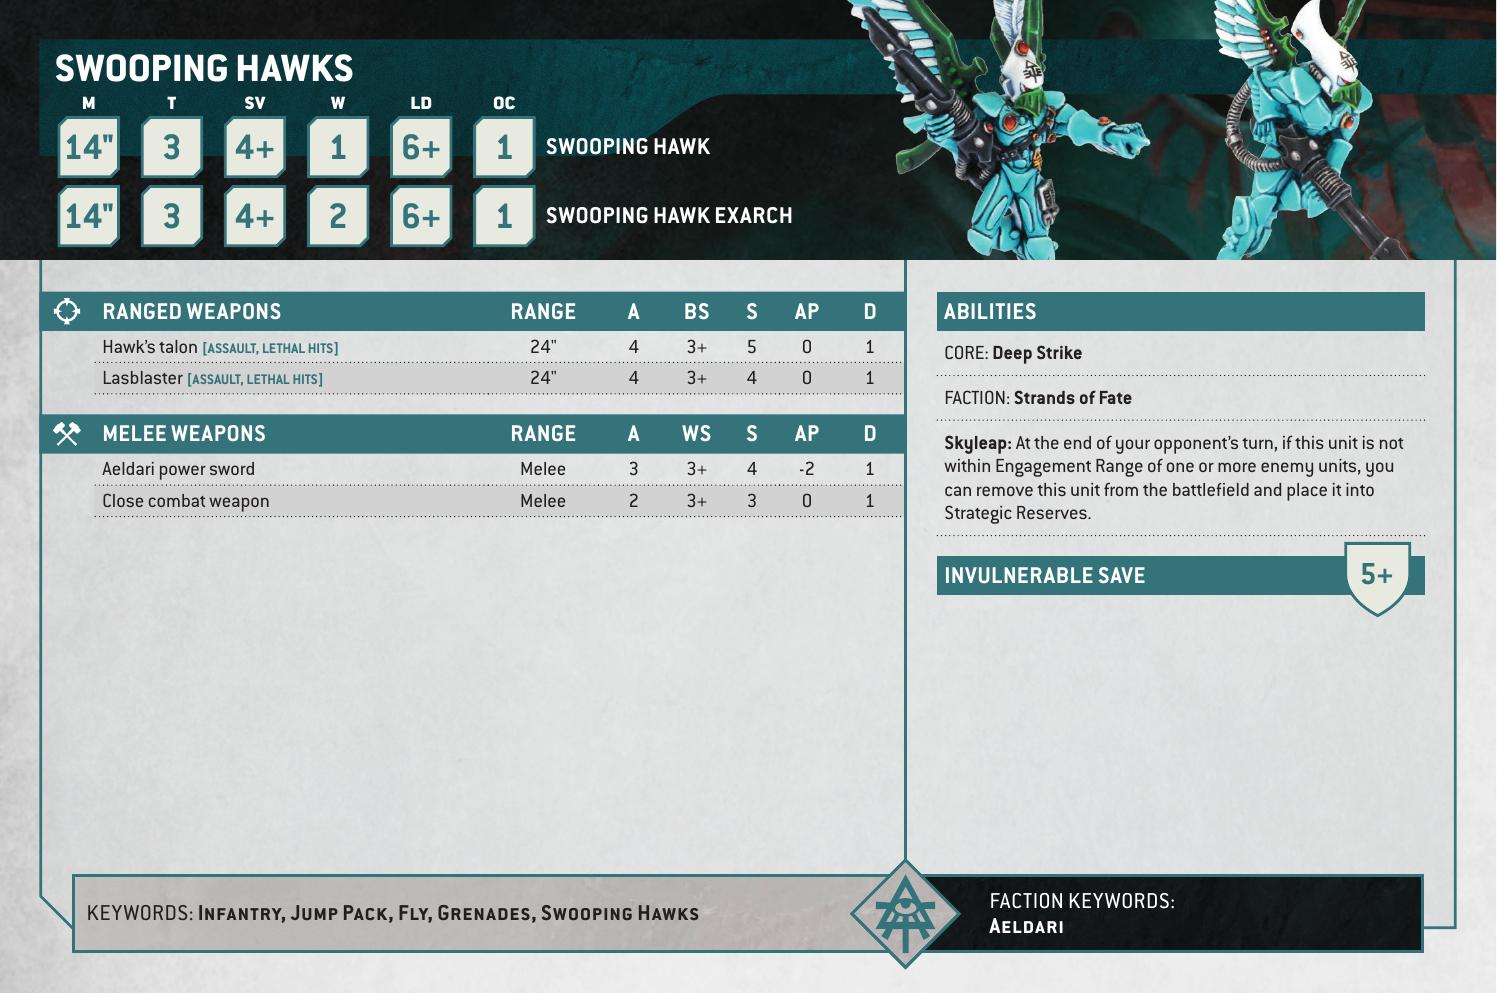 SWOOPING HAWKS
M T SV W LD OC
14" 3 4+ 1 6+ 1 SWOOPING HAWK
14" 3 4+ 2 6+ 1 SWOOPING HAWK EXARCH
RANGED WEAPONS RANGE A BS S AP D
Hawk's talon [ASSAULT, LETHAL HITS] 24" 4 3+ 5 0 1
Lasblaster [ASSAULT, LETHAL HITS] 24" 4 3+ 4 0 1
MELEE WEAPONS RANGE A WS S AP D
Aeldari power sword Melee 3 3+ 4 -2 1
Close combat weapon Melee 2 3+ 3 0 1
ABILITIES
CORE: Deep Strike
FACTION: Strands of Fate
Skyleap: At the end of your opponent's turn, if this unit is not
within Engagement Range of one or more enemy units, you
can remove this unit from the battlefield and place it into
Strategic Reserves.
INVULNERABLE SAVE 5+
KEYWORDS: INFANTRY, JUMP PACK, FLY, GRENADES, SWOOPING HAWKS
FACTION KEYWORDS:
AELDARI